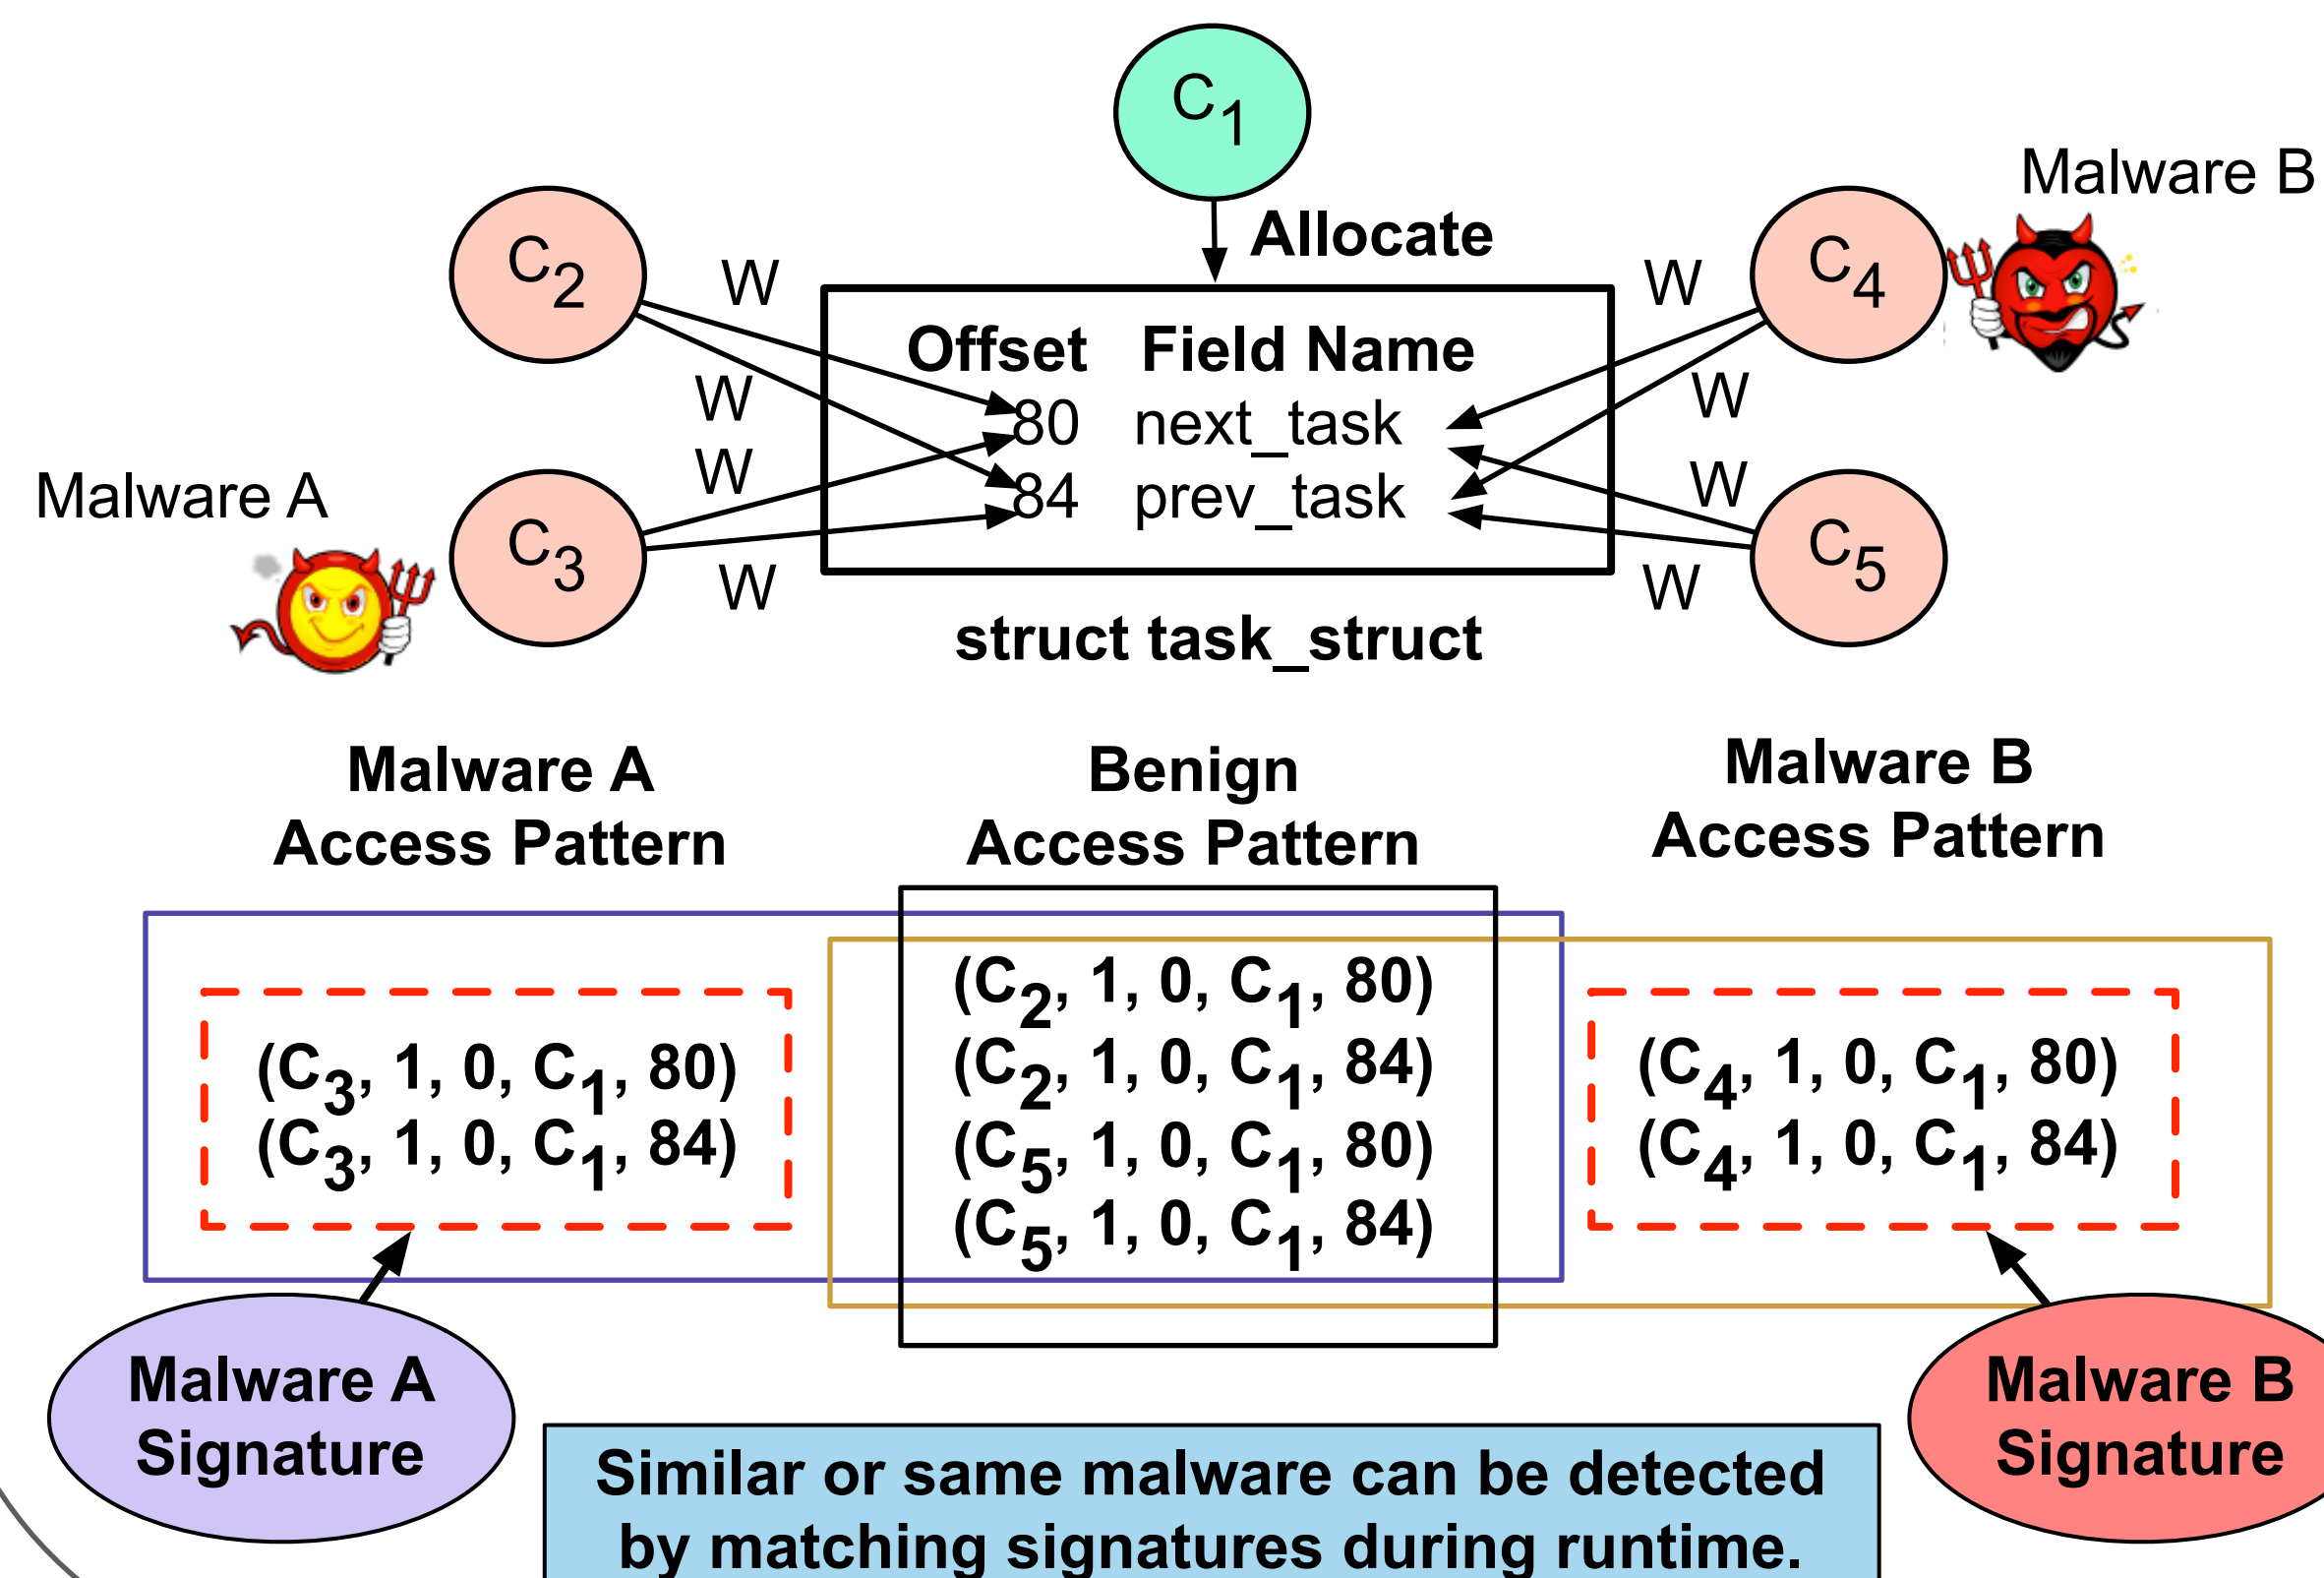 C1
Malware B
Allocate
C2
W
W
C4
Offset Field Name
W
W
80 next_task
W
W
84 prev_task
Malware A
C3
C5
W
W
struct task_struct
Malware A
Access Pattern
Benign
Access Pattern
Malware B
Access Pattern
(C3, 1, 0, C1, 80)
(C3, 1, 0, C1, 84)
(C2, 1, 0, C1, 80)
(C2, 1, 0, C1, 84)
(C5, 1, 0, C1, 80)
(C5, 1, 0, C1, 84)
(C4, 1, 0, C1, 80)
(C4, 1, 0, C1, 84)
Malware A
Signature
Malware B
Signature
Similar or same malware can be detected
by matching signatures during runtime.